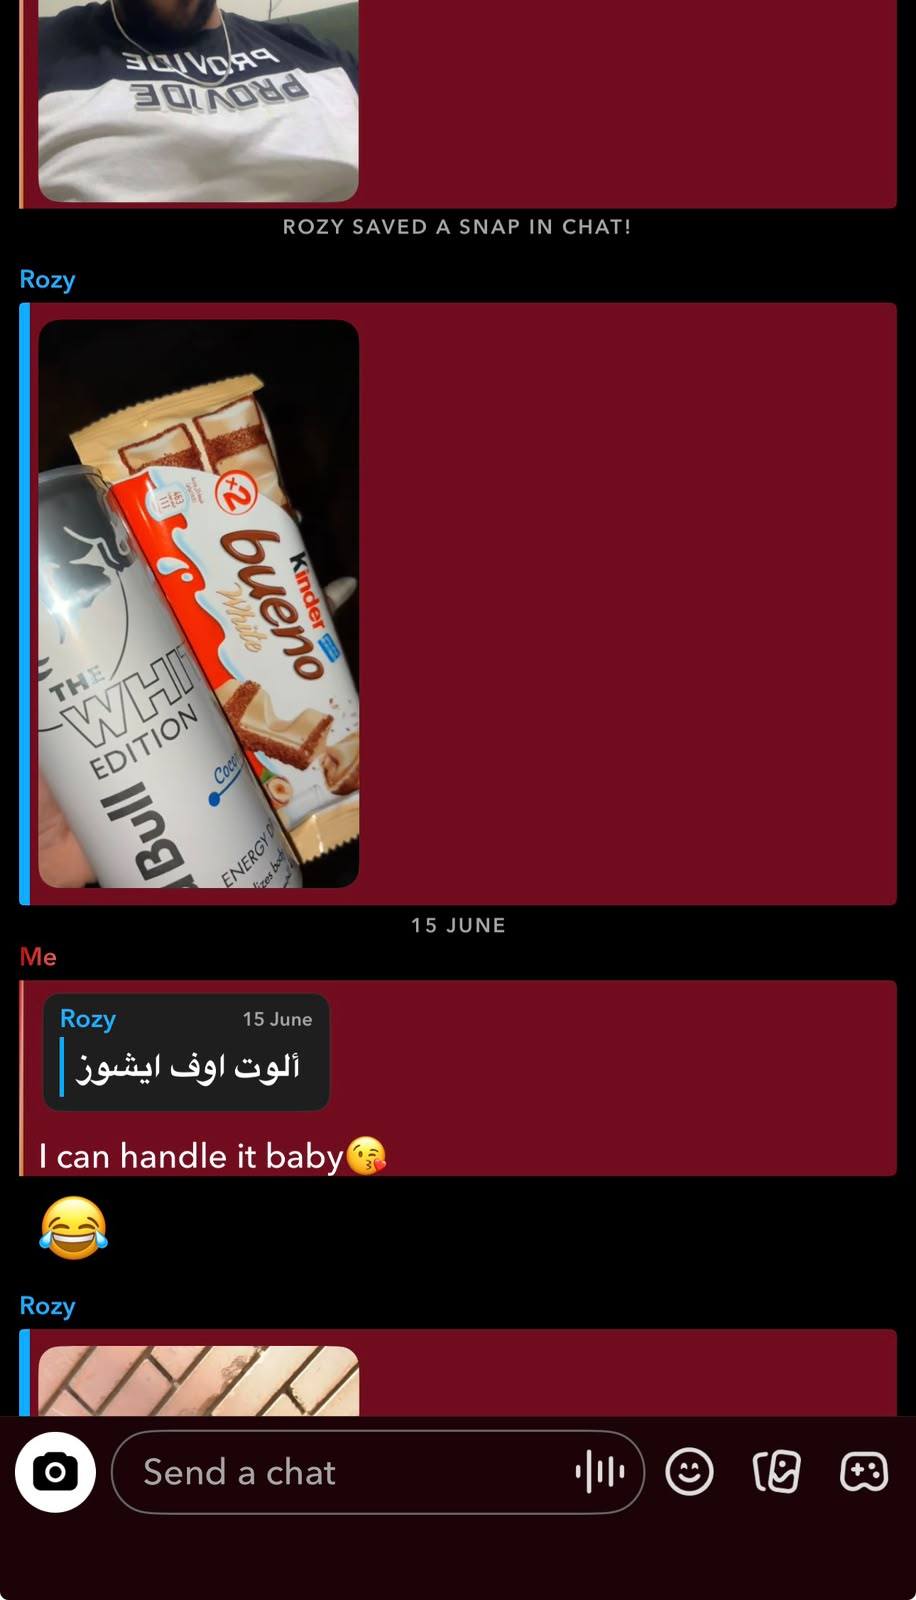 PROVIDE
PROVIDE
ROZY SAVED A SNAP IN CHAT!
Rozy
×2
Kinder
bueno
White
THE
EDITION
Bull
ENERGY
15 JUNE
Me
Rozy 15 June
ألوت اوف ايشوز
I can handle it baby😘
😂
Rozy
Send a chat